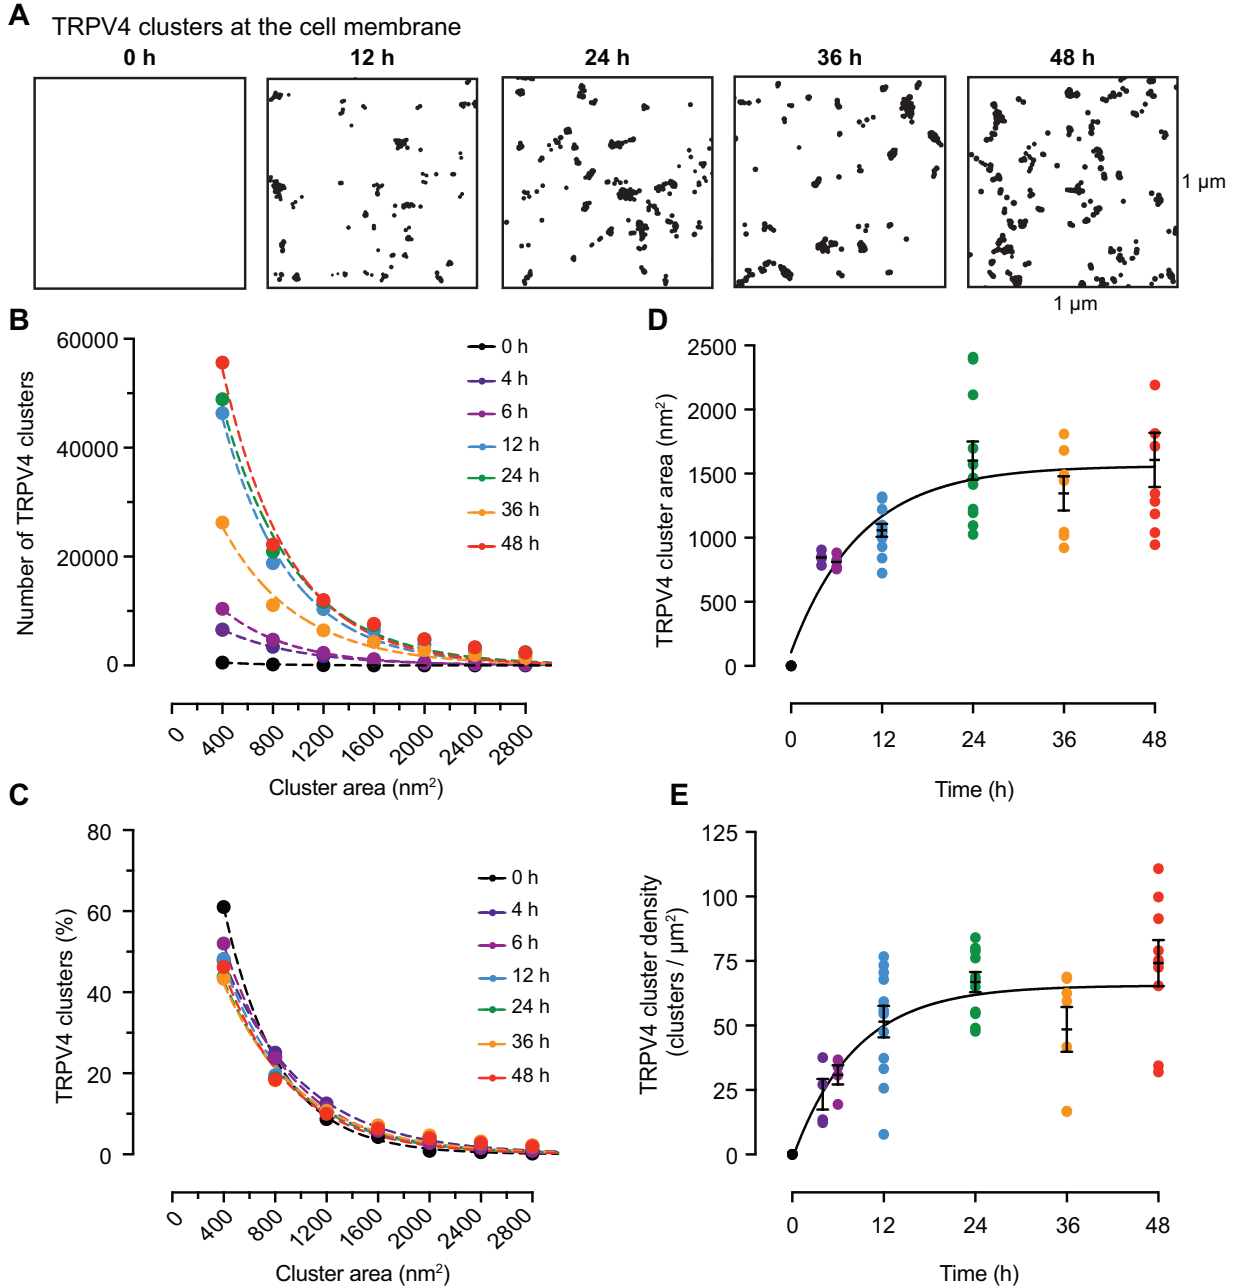 A
TRPV4 clusters at the cell membrane
0 h
12 h
24 h
36 h
48 h
1 μm
1 μm
B
60000
40000
20000
0
Number of TRPV4 clusters
0 h
4 h
6 h
12 h
24 h
36 h
48 h
0
400
800
1200
1600
2000
2400
2800
Cluster area (nm²)
D
2500
2000
1500
1000
500
0
TRPV4 cluster area (nm²)
0
12
24
36
48
Time (h)
C
80
60
40
20
0
TRPV4 clusters (%)
0 h
4 h
6 h
12 h
24 h
36 h
48 h
0
400
800
1200
1600
2000
2400
2800
Cluster area (nm²)
E
125
100
75
50
25
0
TRPV4 cluster density
(clusters / μm²)
0
12
24
36
48
Time (h)